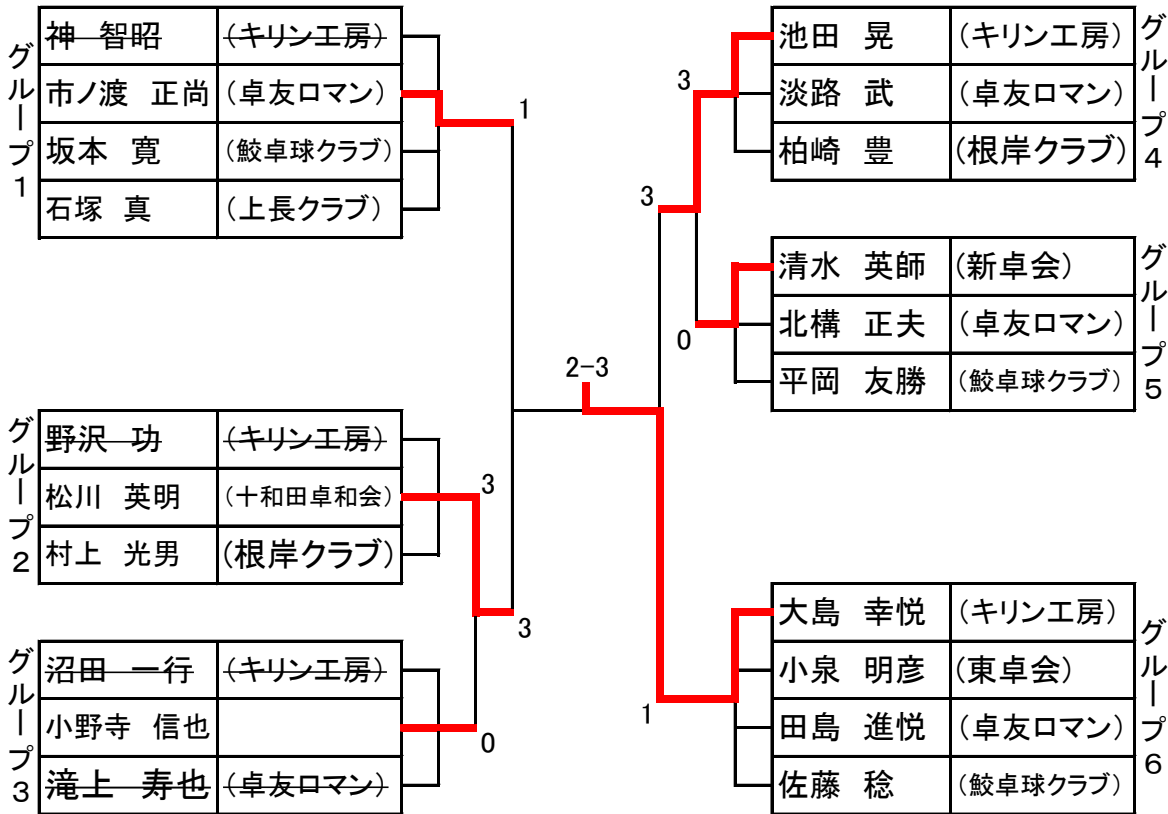 グループ1
神 智昭 (キリン工房)
市ノ渡 正尚 (卓友ロマン)
坂本 寛 (鮫卓球クラブ)
石塚 真 (上長クラブ)
1
グループ2
野沢 功 (キリン工房)
松川 英明 (十和田卓和会)
村上 光男 (根岸クラブ)
3
3
グループ3
沼田 一行 (キリン工房)
小野寺 信也
滝上 寿也 (卓友ロマン)
0
2-3
グループ4
池田 晃 (キリン工房)
淡路 武 (卓友ロマン)
柏崎 豊 (根岸クラブ)
3
3
グループ5
清水 英師 (新卓会)
北構 正夫 (卓友ロマン)
平岡 友勝 (鮫卓球クラブ)
0
グループ6
大島 幸悦 (キリン工房)
小泉 明彦 (東卓会)
田島 進悦 (卓友ロマン)
佐藤 稔 (鮫卓球クラブ)
1